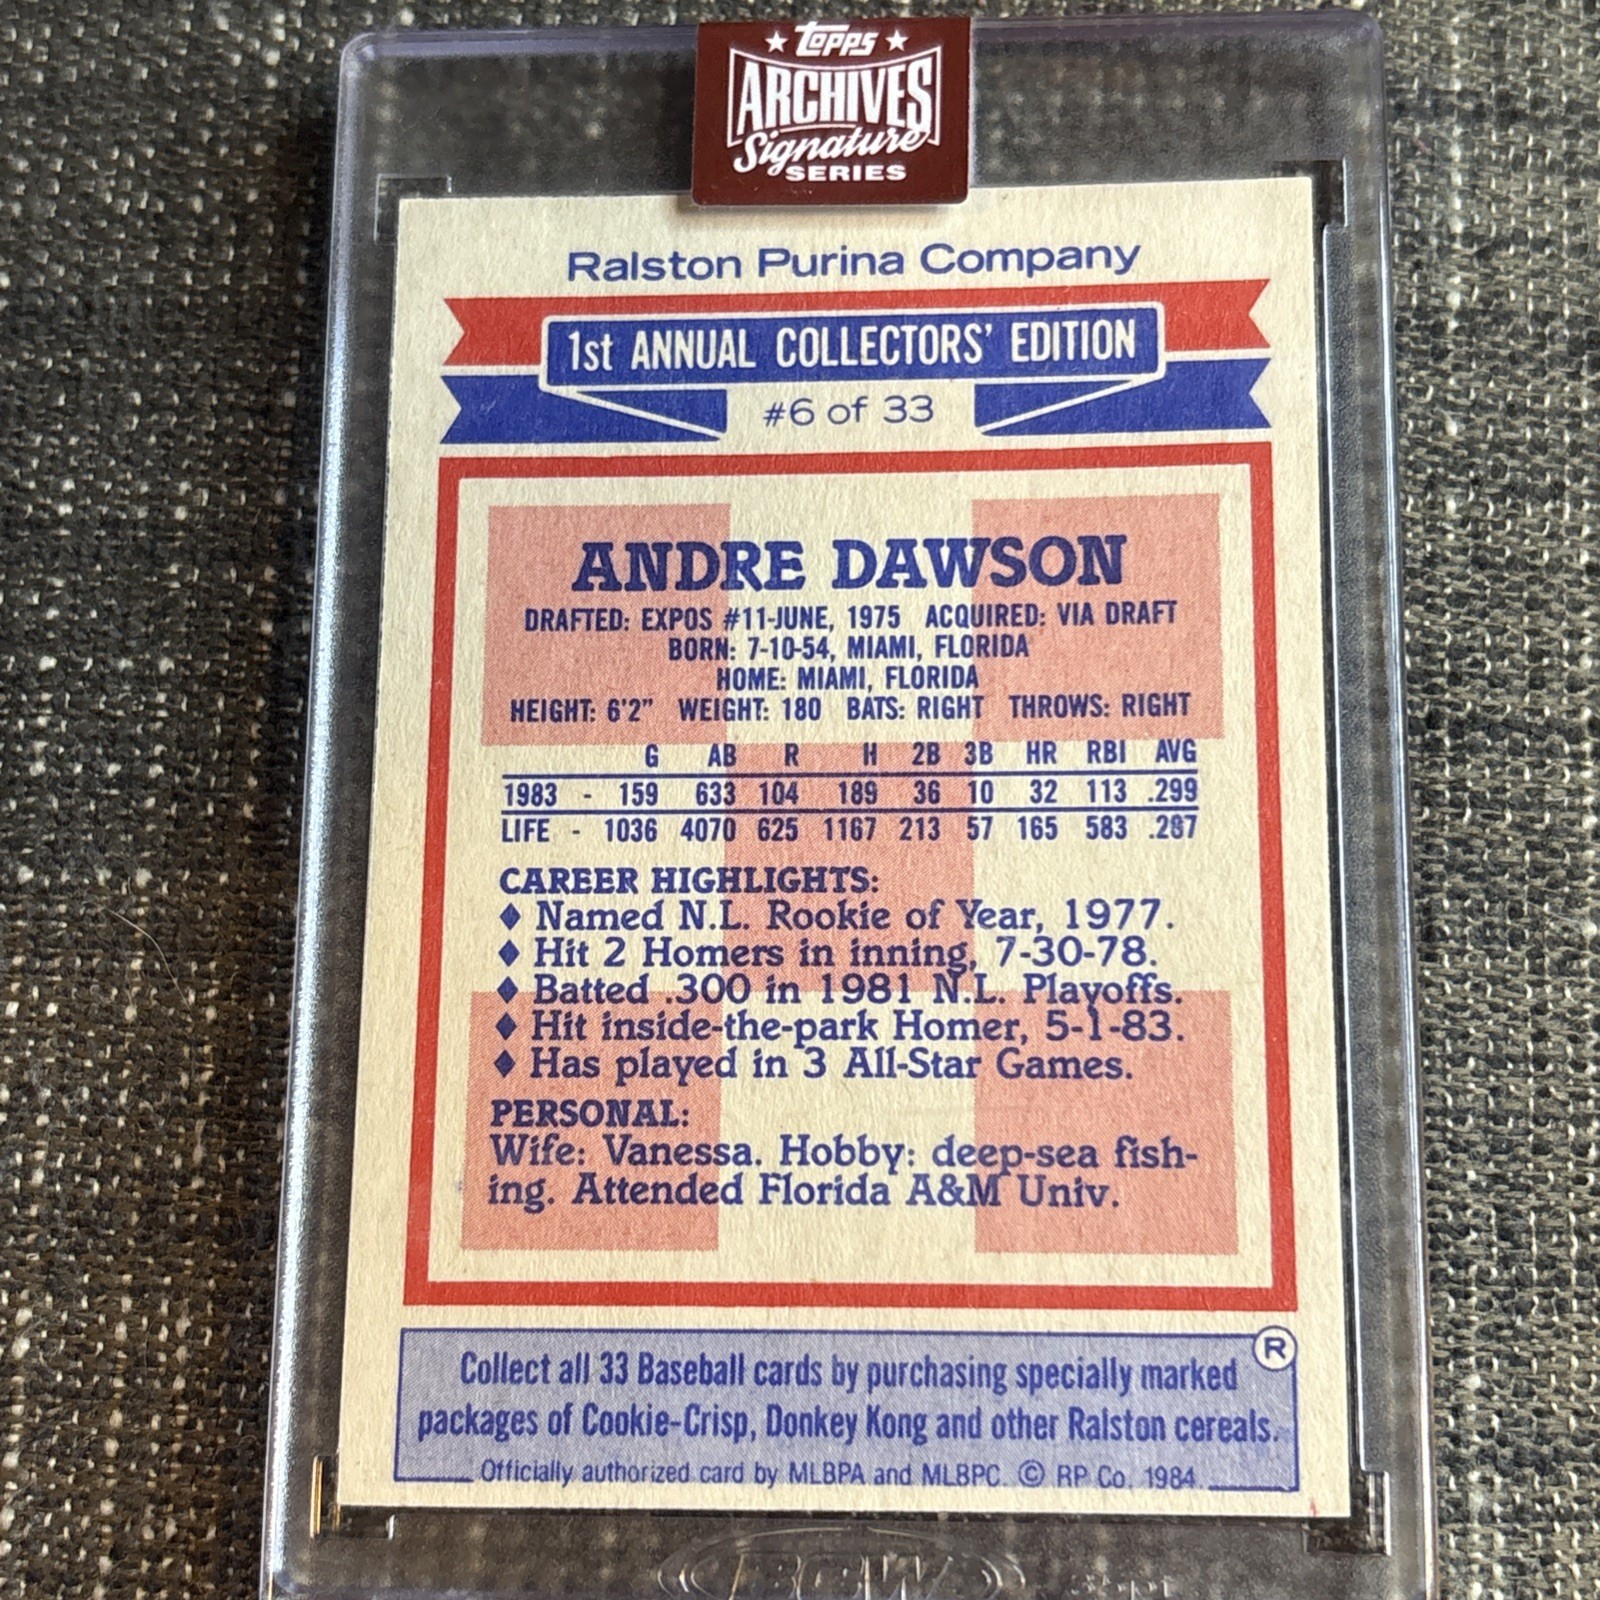 ★ Topps ★
ARCHIVES
Signature
SERIES
Ralston Purina Company
1st ANNUAL COLLECTORS' EDITION
#6 of 33
ANDRE DAWSON
DRAFTED: EXPOS #11-JUNE, 1975 ACQUIRED: VIA DRAFT
BORN: 7-10-54, MIAMI, FLORIDA
HOME: MIAMI, FLORIDA
HEIGHT: 6'2" WEIGHT: 180 BATS: RIGHT THROWS: RIGHT
G AB R H 2B 3B HR RBI AVG
1983 - 159 633 104 189 36 10 32 113 .299
LIFE - 1036 4070 625 1167 213 57 165 583 .287
CAREER HIGHLIGHTS:
♦ Named N.L. Rookie of Year, 1977.
♦ Hit 2 Homers in inning, 7-30-78.
♦ Batted .300 in 1981 N.L. Playoffs.
♦ Hit inside-the-park Homer, 5-1-83.
♦ Has played in 3 All-Star Games.
PERSONAL:
Wife: Vanessa. Hobby: deep-sea fish-
ing. Attended Florida A&M Univ.
®
Collect all 33 Baseball cards by purchasing specially marked
packages of Cookie-Crisp, Donkey Kong and other Ralston cereals.
Officially authorized card by MLBPA and MLBPC. © RP Co. 1984
BCW